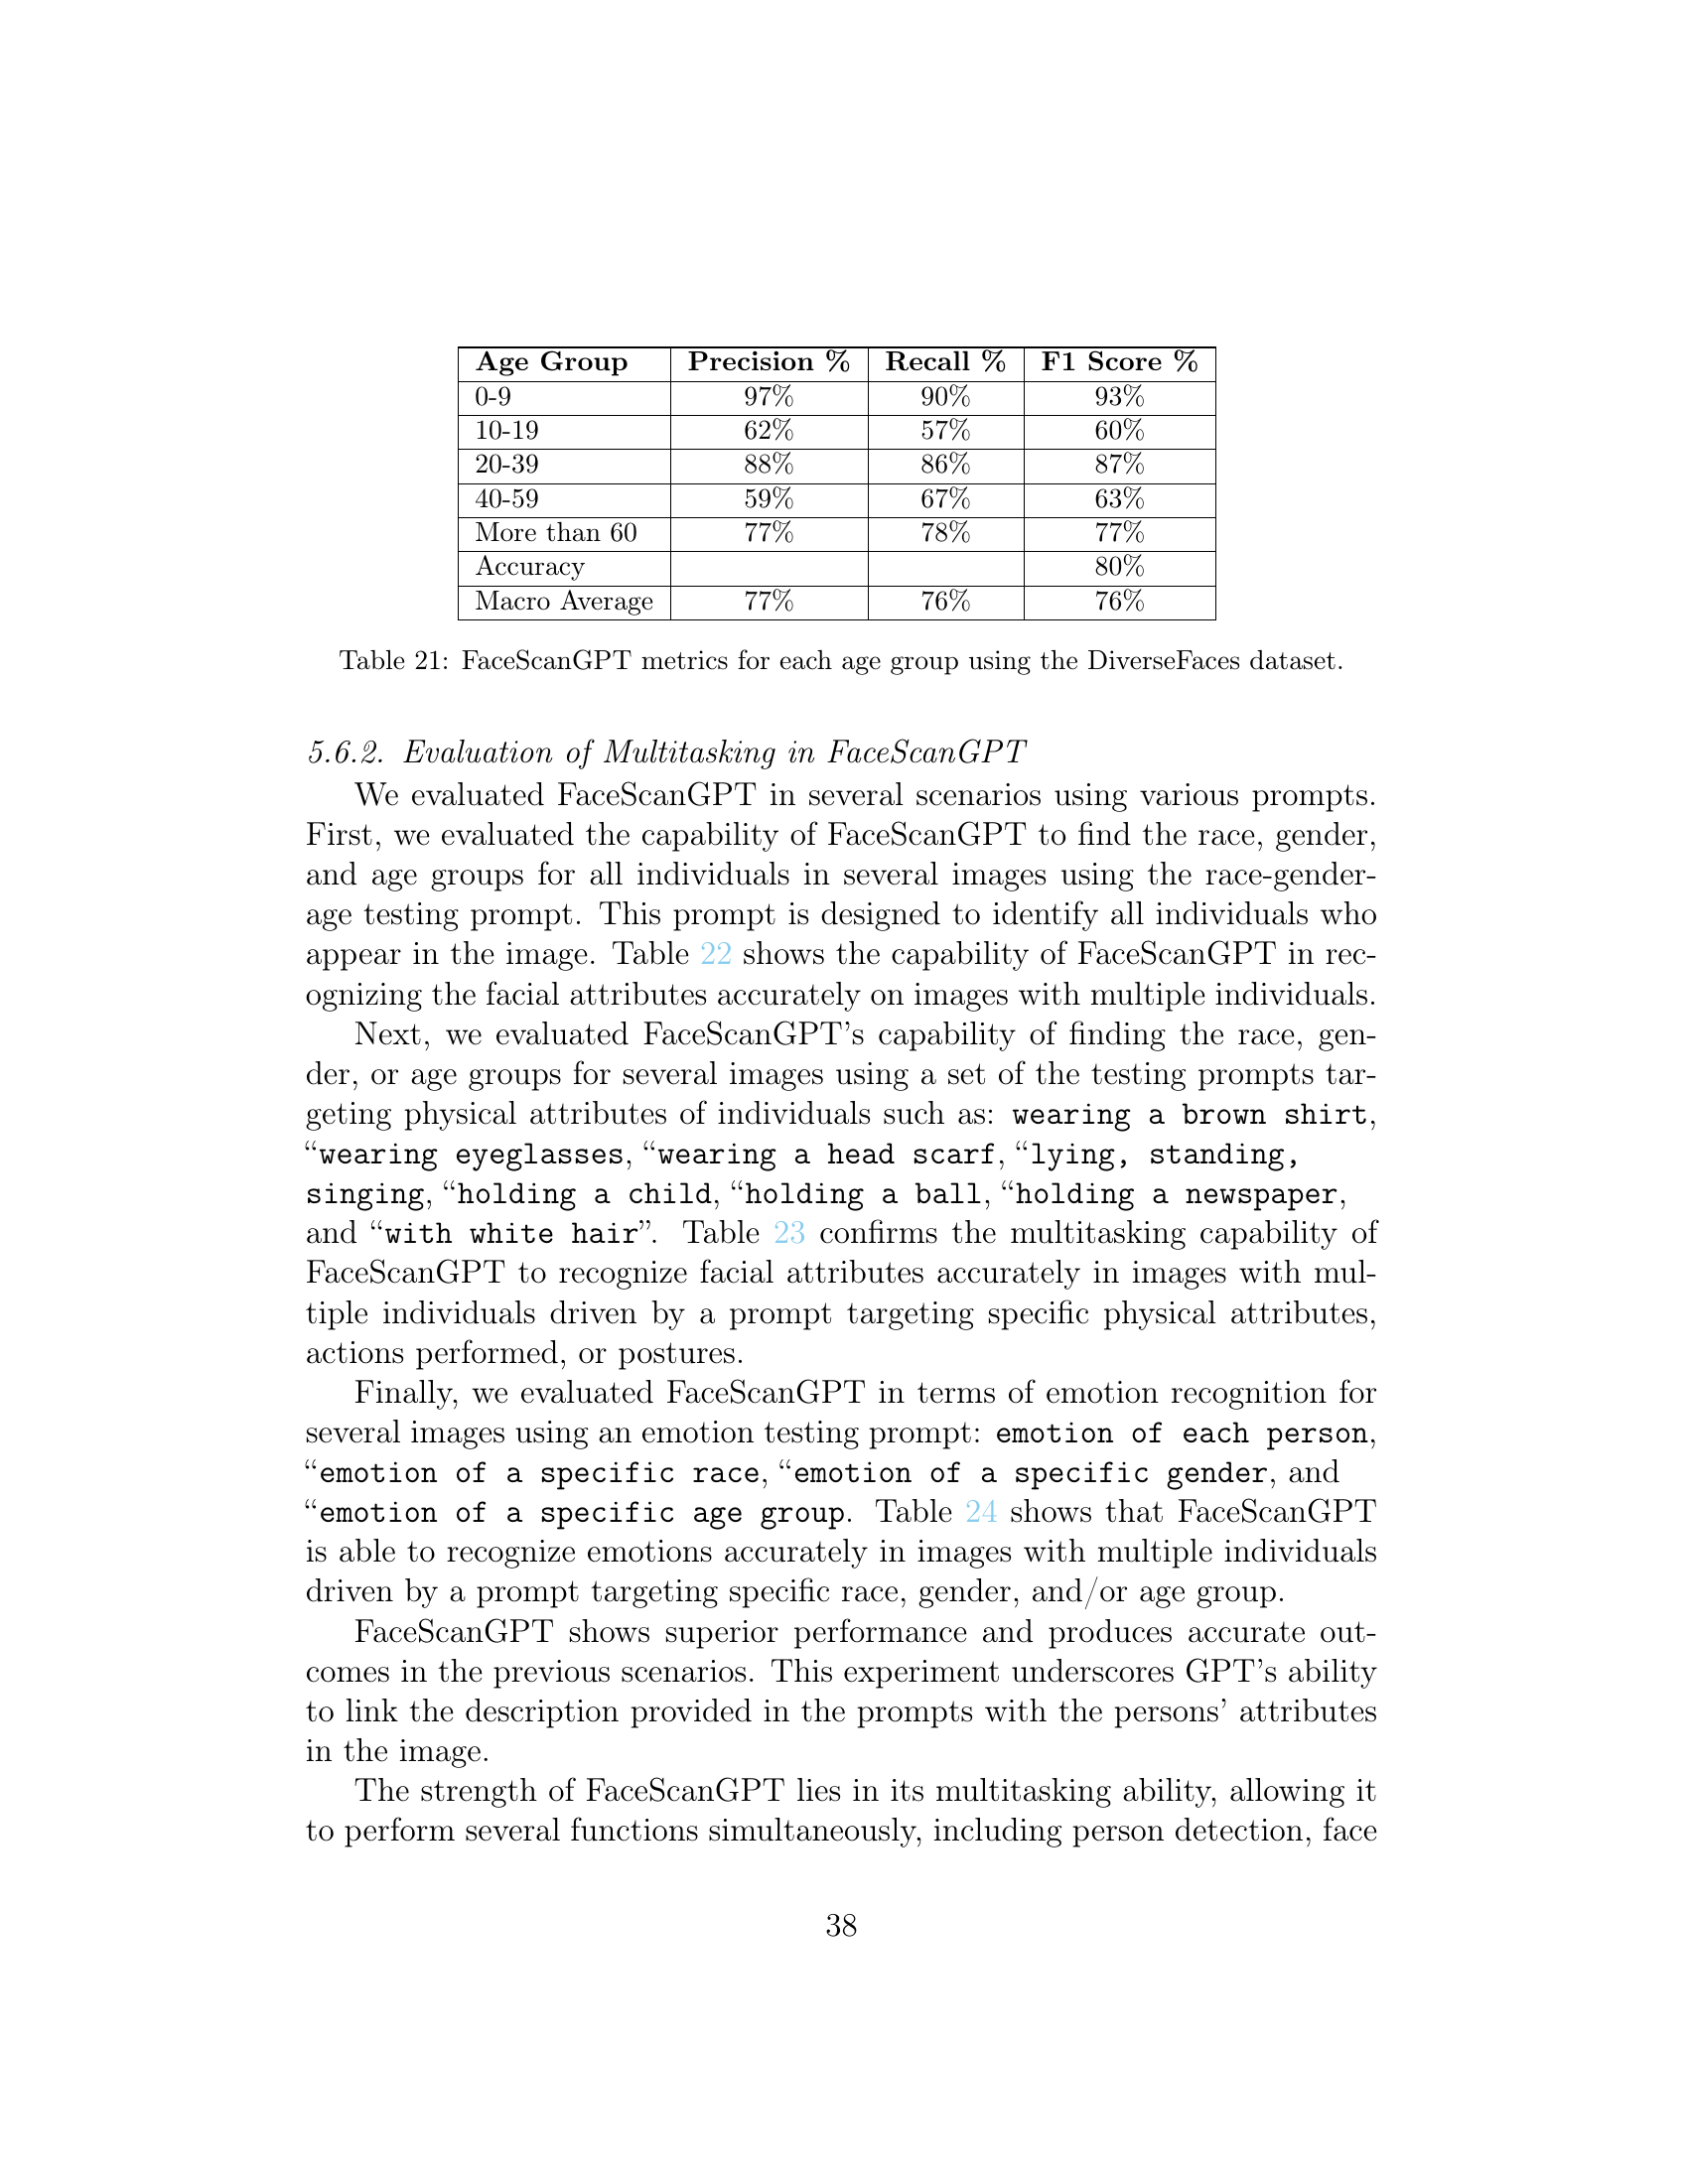 Age Group Precision % Recall % F1 Score %
0-9 97% 90% 93%
10-19 62% 57% 60%
20-39 88% 86% 87%
40-59 59% 67% 63%
More than 60 77% 78% 77%
Accuracy 80%
Macro Average 77% 76% 76%
Table 21: FaceScanGPT metrics for each age group using the DiverseFaces dataset.
5.6.2. Evaluation of Multitasking in FaceScanGPT
We evaluated FaceScanGPT in several scenarios using various prompts.
First, we evaluated the capability of FaceScanGPT to find the race, gender,
and age groups for all individuals in several images using the race-gender-
age testing prompt. This prompt is designed to identify all individuals who
appear in the image. Table 22 shows the capability of FaceScanGPT in rec-
ognizing the facial attributes accurately on images with multiple individuals.
Next, we evaluated FaceScanGPT's capability of finding the race, gen-
der, or age groups for several images using a set of the testing prompts tar-
geting physical attributes of individuals such as: wearing a brown shirt,
“wearing eyeglasses, “wearing a head scarf, “lying, standing,
singing, “holding a child, “holding a ball, “holding a newspaper,
and “with white hair”. Table 23 confirms the multitasking capability of
FaceScanGPT to recognize facial attributes accurately in images with mul-
tiple individuals driven by a prompt targeting specific physical attributes,
actions performed, or postures.
Finally, we evaluated FaceScanGPT in terms of emotion recognition for
several images using an emotion testing prompt: emotion of each person,
“emotion of a specific race, “emotion of a specific gender, and
“emotion of a specific age group. Table 24 shows that FaceScanGPT
is able to recognize emotions accurately in images with multiple individuals
driven by a prompt targeting specific race, gender, and/or age group.
FaceScanGPT shows superior performance and produces accurate out-
comes in the previous scenarios. This experiment underscores GPT's ability
to link the description provided in the prompts with the persons' attributes
in the image.
The strength of FaceScanGPT lies in its multitasking ability, allowing it
to perform several functions simultaneously, including person detection, face
38